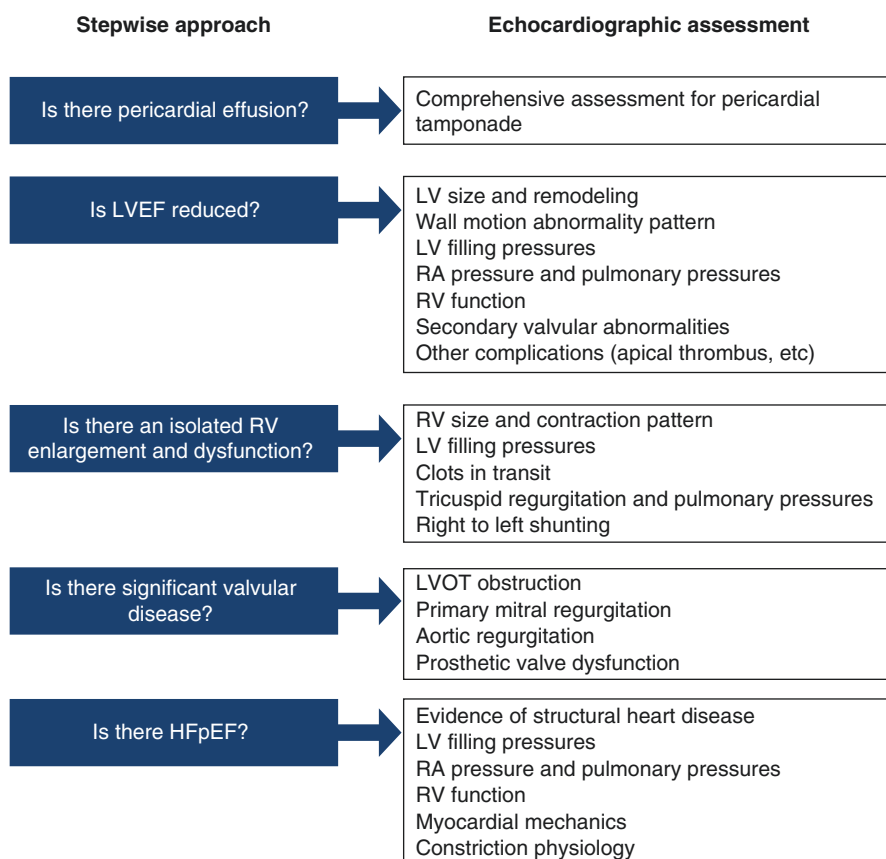 Stepwise approach
Echocardiographic assessment
Is there pericardial effusion?
Comprehensive assessment for pericardial
tamponade
Is LVEF reduced?
LV size and remodeling
Wall motion abnormality pattern
LV filling pressures
RA pressure and pulmonary pressures
RV function
Secondary valvular abnormalities
Other complications (apical thrombus, etc)
Is there an isolated RV
enlargement and dysfunction?
RV size and contraction pattern
LV filling pressures
Clots in transit
Tricuspid regurgitation and pulmonary pressures
Right to left shunting
Is there significant valvular
disease?
LVOT obstruction
Primary mitral regurgitation
Aortic regurgitation
Prosthetic valve dysfunction
Is there HFpEF?
Evidence of structural heart disease
LV filling pressures
RA pressure and pulmonary pressures
RV function
Myocardial mechanics
Constriction physiology